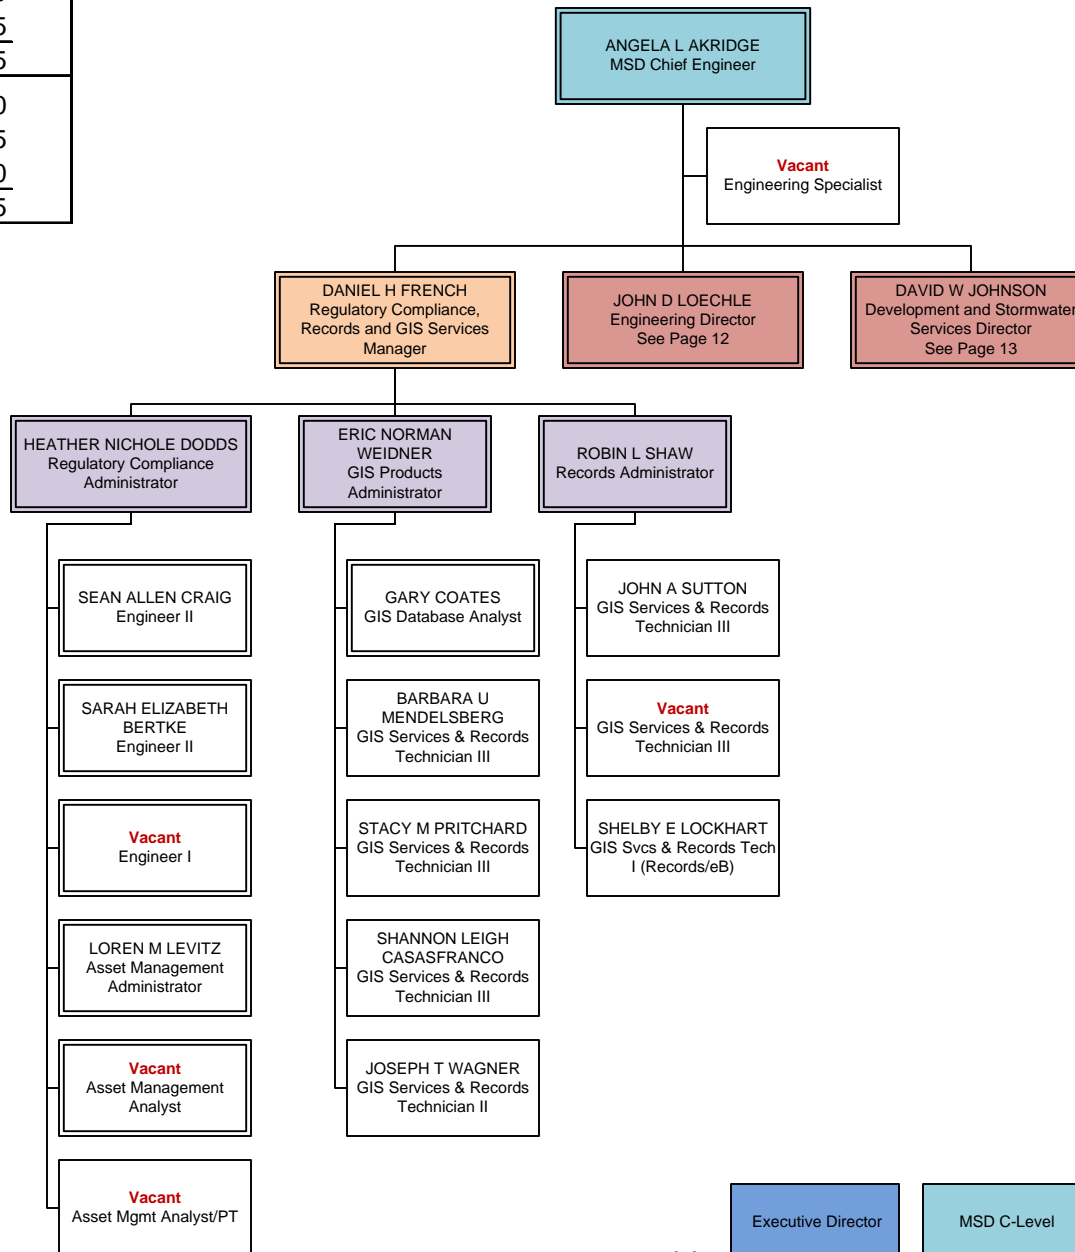 5
5
0
5
0
5
ANGELA L AKRIDGE
MSD Chief Engineer
Vacant
Engineering Specialist
DANIEL H FRENCH
Regulatory Compliance,
Records and GIS Services
Manager
JOHN D LOECHLE
Engineering Director
See Page 12
DAVID W JOHNSON
Development and Stormwater
Services Director
See Page 13
HEATHER NICHOLE DODDS
Regulatory Compliance
Administrator
ERIC NORMAN
WEIDNER
GIS Products
Administrator
ROBIN L SHAW
Records Administrator
SEAN ALLEN CRAIG
Engineer II
SARAH ELIZABETH
BERTKE
Engineer II
Vacant
Engineer I
LOREN M LEVITZ
Asset Management
Administrator
Vacant
Asset Management
Analyst
Vacant
Asset Mgmt Analyst/PT
GARY COATES
GIS Database Analyst
BARBARA U
MENDELSBERG
GIS Services & Records
Technician III
STACY M PRITCHARD
GIS Services & Records
Technician III
SHANNON LEIGH
CASASFRANCO
GIS Services & Records
Technician III
JOSEPH T WAGNER
GIS Services & Records
Technician II
JOHN A SUTTON
GIS Services & Records
Technician III
Vacant
GIS Services & Records
Technician III
SHELBY E LOCKHART
GIS Svcs & Records Tech
I (Records/eB)
Executive Director
MSD C-Level